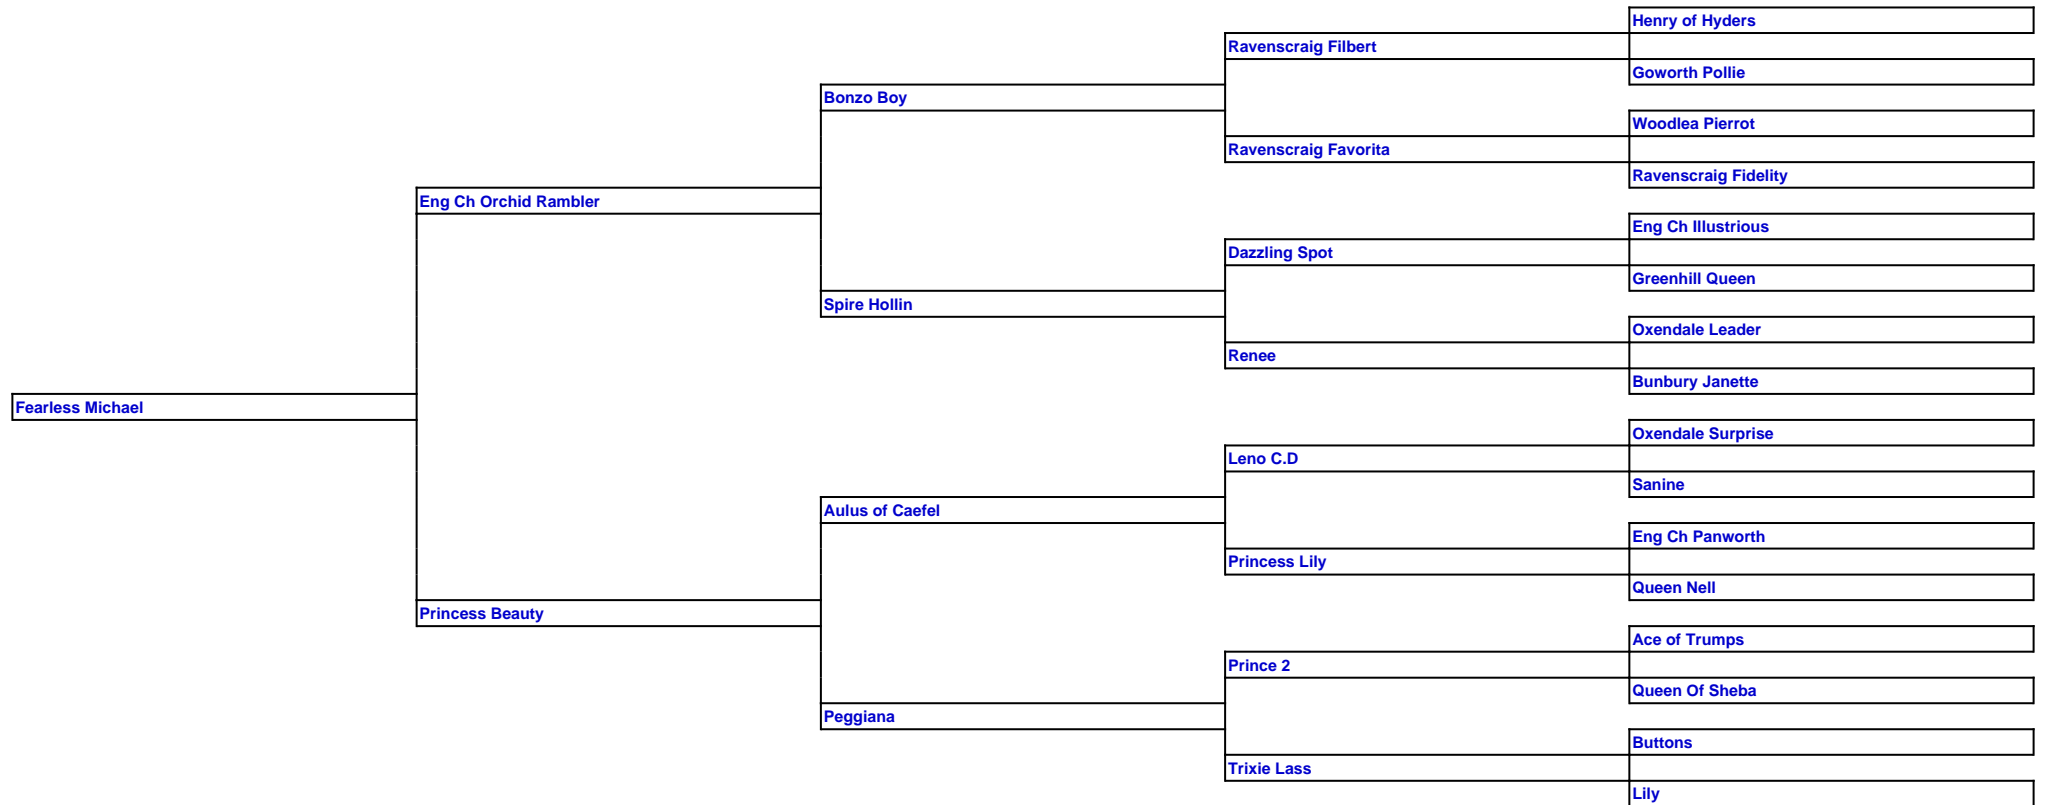 Henry of Hyders
Ravenscraig Filbert
Goworth Pollie
Bonzo Boy
Woodlea Pierrot
Ravenscraig Favorita
Ravenscraig Fidelity
Eng Ch Orchid Rambler
Eng Ch Illustrious
Dazzling Spot
Greenhill Queen
Spire Hollin
Oxendale Leader
Renee
Bunbury Janette
Fearless Michael
Oxendale Surprise
Leno C.D
Sanine
Aulus of Caefel
Eng Ch Panworth
Princess Lily
Queen Nell
Princess Beauty
Ace of Trumps
Prince 2
Queen Of Sheba
Peggiana
Buttons
Trixie Lass
Lily